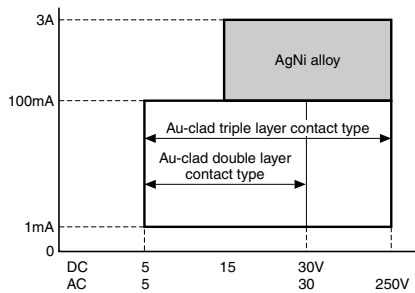 3A
AgNi alloy
100mA
Au-clad triple layer contact type
Au-clad double layer
contact type
1mA
0
DC 5 15 30V
AC 5 30 250V